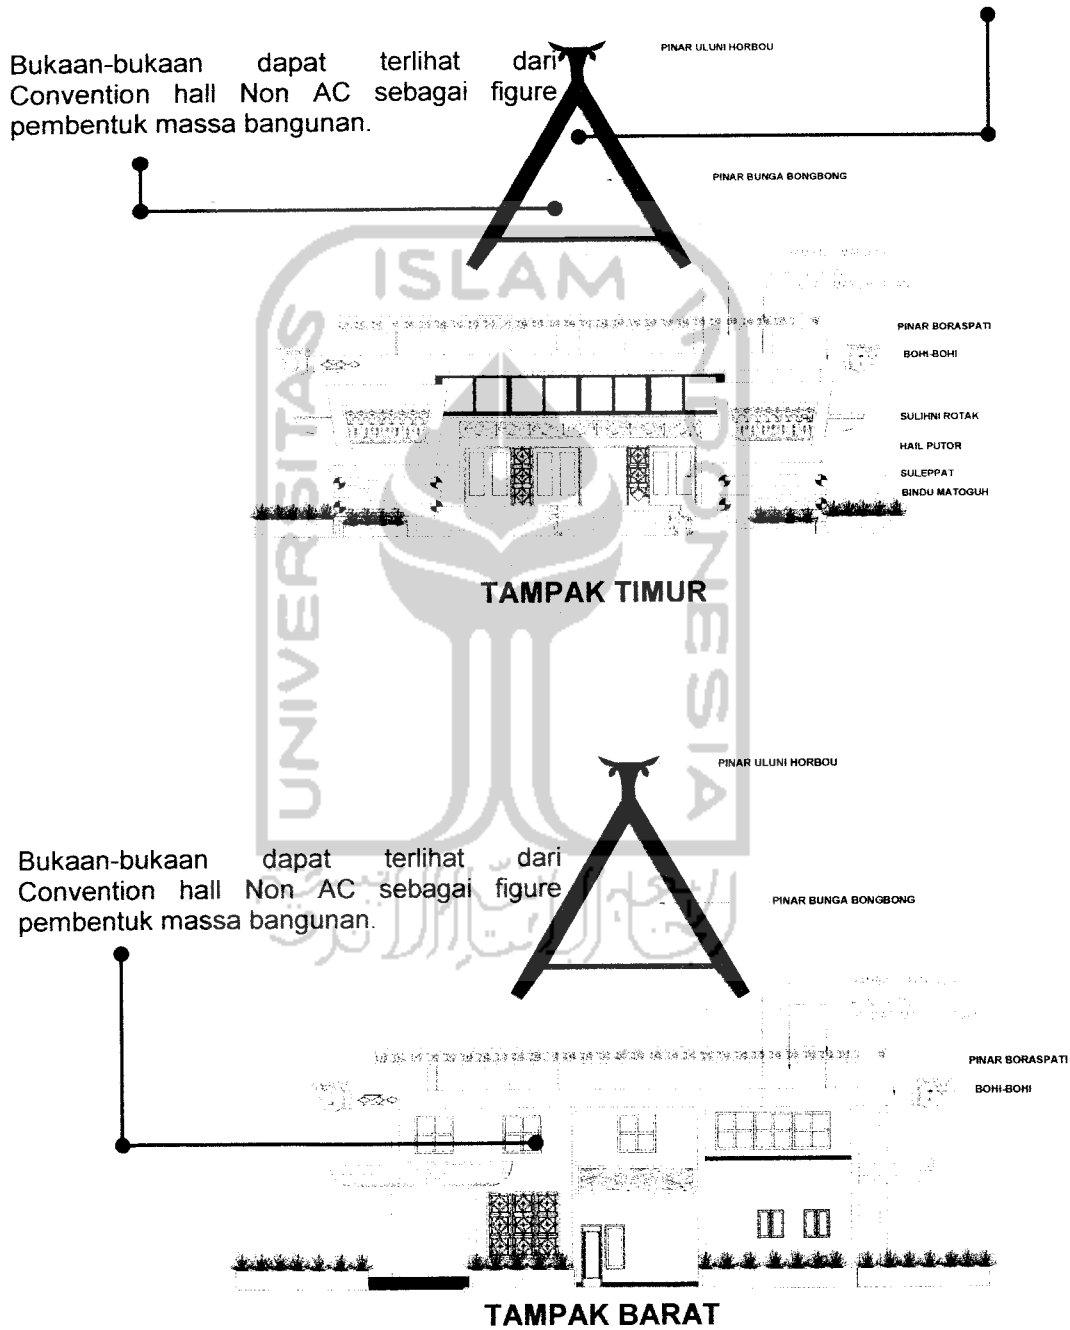 PINAR ULUNI HORBOU
Bukaan-bukaan dapat terlihat dari
Convention hall Non AC sebagai figure
pembentuk massa bangunan.
PINAR BUNGA BONGBONG
ISLAM
UNIVERSITAS
INDONESIA
PINAR BORASPATI
BOHI-BOHI
SULIHNI ROTAK
HAIL PUTOR
SULEPPAT
BINDU MATOGUH
TAMPAK TIMUR
PINAR ULUNI HORBOU
Bukaan-bukaan dapat terlihat dari
Convention hall Non AC sebagai figure
pembentuk massa bangunan.
PINAR BUNGA BONGBONG
PINAR BORASPATI
BOHI-BOHI
TAMPAK BARAT